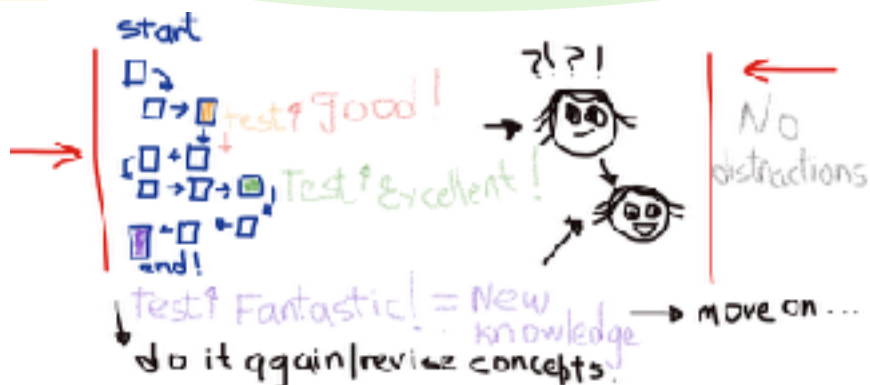 start
?!?!
test↑ good!
No
distractions
Test↑ Excellent!
end!
Test↑ Fantastic! = New
knowledge → move on ...
do it again/revise concepts.